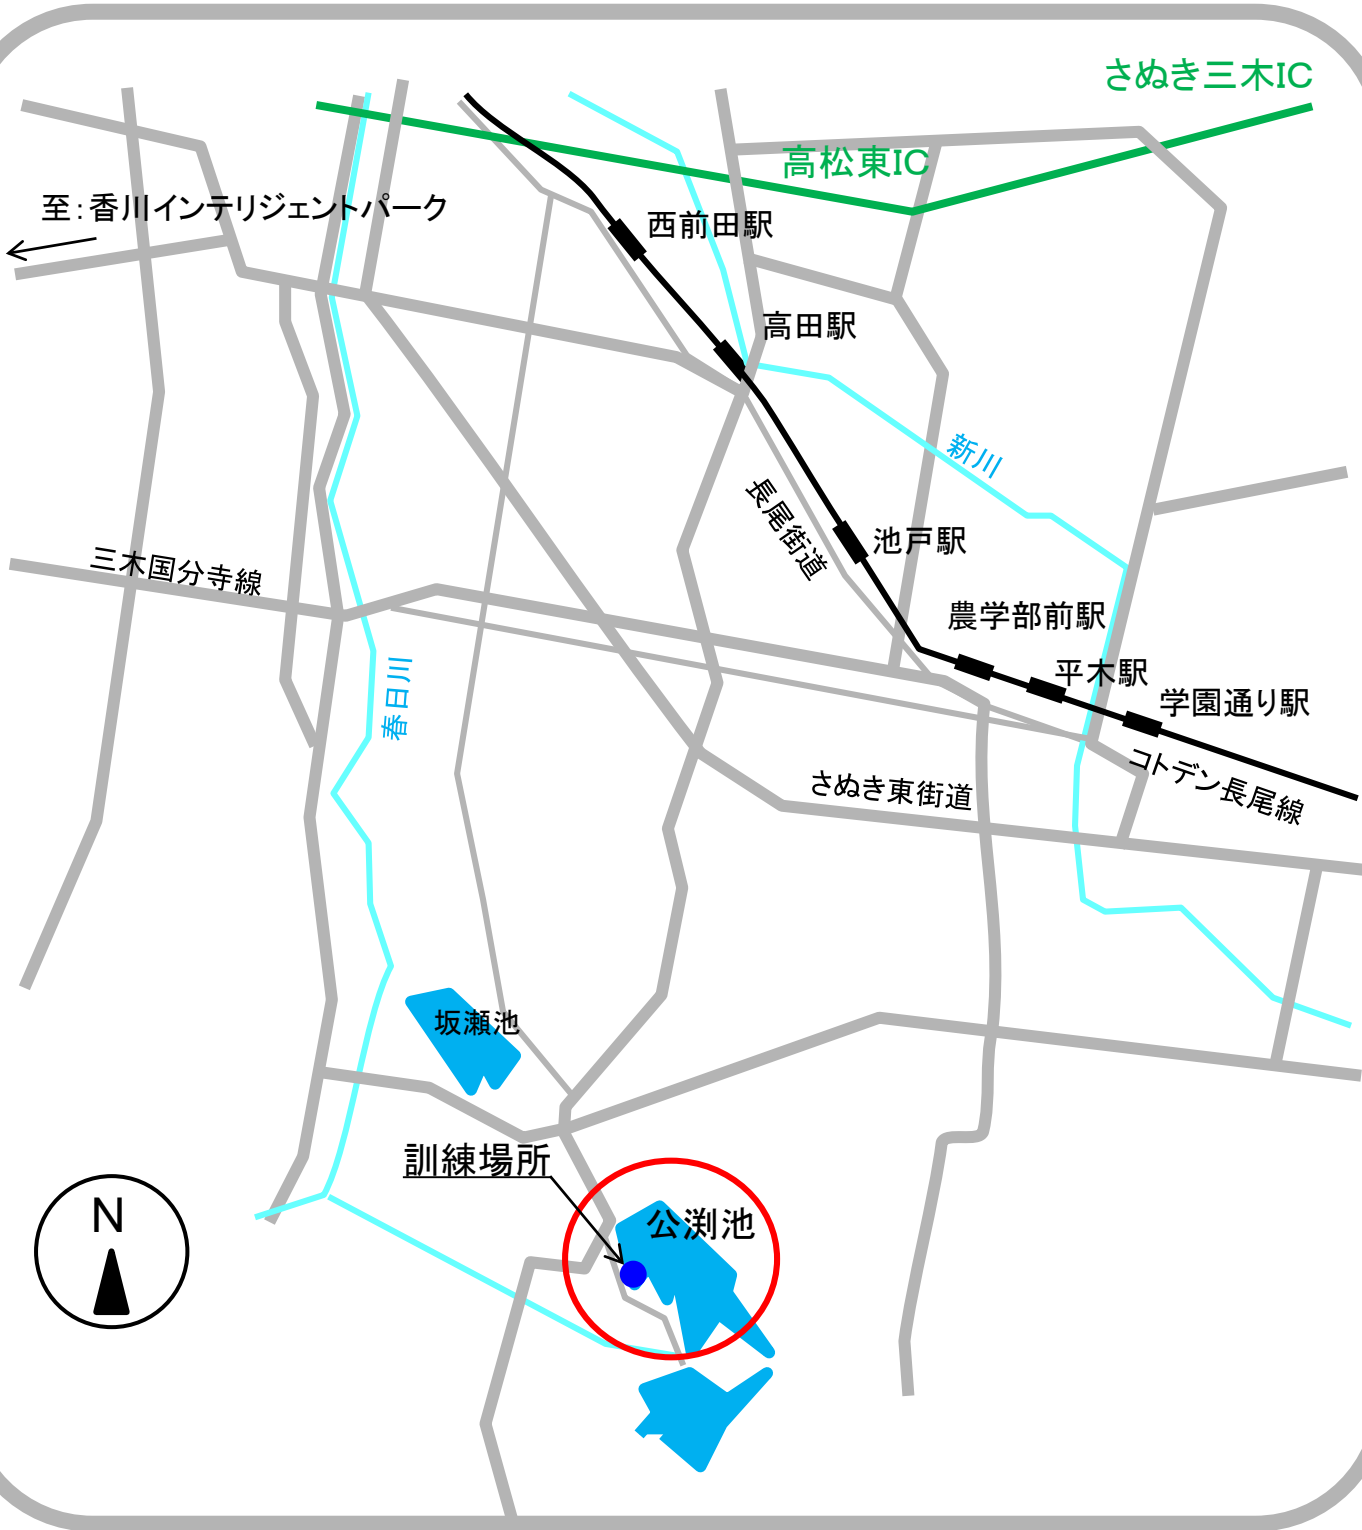 さぬき三木IC
高松東IC
至：香川インテリジェントパーク
西前田駅
高田駅
新川
長尾街道
池戸駅
三木国分寺線
農学部前駅
平木駅
学園通り駅
春日川
コトデン長尾線
さぬき東街道
坂瀬池
訓練場所
公渕池
N